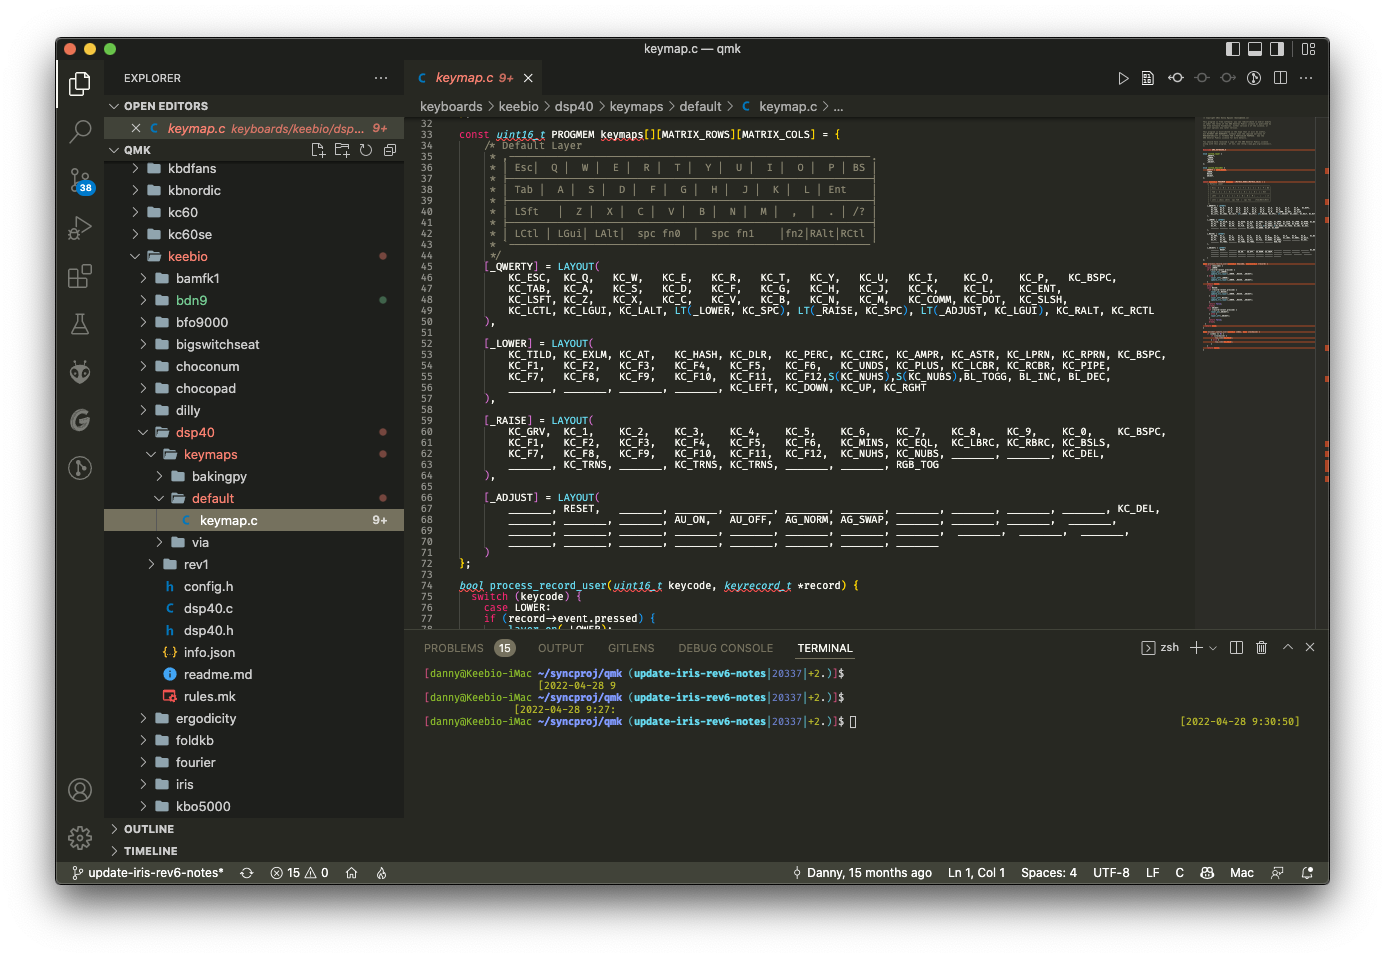 keymap.c — qmk
EXPLORER
OPEN EDITORS
keymap.c keyboards/keebio/dsp... 9+
QMK
kbdfans
kbnordic
kc60
kc60se
keebio
bamfk1
bdn9
bfo9000
bigswitchseat
choconum
chocopad
dilly
dsp40
keymaps
bakingpy
default
C keymap.c 9+
via
rev1
h config.h
C dsp40.c
h dsp40.h
{..} info.json
readme.md
rules.mk
ergodicity
foldkb
fourier
iris
kbo5000
OUTLINE
TIMELINE
38
C keymap.c 9+
keyboards > keebio > dsp40 > keymaps > default > C keymap.c > ...
32
33 const uint16_t PROGMEM keymaps[][MATRIX_ROWS][MATRIX_COLS] = {
34 /* Default Layer
35 *
36 * | Esc| Q | W | E | R | T | Y | U | I | O | P | BS |
37 *
38 * | Tab | A | S | D | F | G | H | J | K | L | Ent |
39 *
40 * | LSft | Z | X | C | V | B | N | M | , | . | /? |
41 *
42 * | LCtl | LGui| LAlt| spc fn0 | spc fn1 |fn2|RAlt|RCtl |
43 *
44 */
45 [_QWERTY] = LAYOUT(
46 KC_ESC, KC_Q, KC_W, KC_E, KC_R, KC_T, KC_Y, KC_U, KC_I, KC_O, KC_P, KC_BSPC,
47 KC_TAB, KC_A, KC_S, KC_D, KC_F, KC_G, KC_H, KC_J, KC_K, KC_L, KC_ENT,
48 KC_LSFT, KC_Z, KC_X, KC_C, KC_V, KC_B, KC_N, KC_M, KC_COMM, KC_DOT, KC_SLSH,
49 KC_LCTL, KC_LGUI, KC_LALT, LT(_LOWER, KC_SPC), LT(_RAISE, KC_SPC), LT(_ADJUST, KC_LGUI), KC_RALT, KC_RCTL
50 ),
51
52 [_LOWER] = LAYOUT(
53 KC_TILD, KC_EXLM, KC_AT, KC_HASH, KC_DLR, KC_PERC, KC_CIRC, KC_AMPR, KC_ASTR, KC_LPRN, KC_RPRN, KC_BSPC,
54 KC_F1, KC_F2, KC_F3, KC_F4, KC_F5, KC_F6, KC_UNDS, KC_PLUS, KC_LCBR, KC_RCBR, KC_PIPE,
55 KC_F7, KC_F8, KC_F9, KC_F10, KC_F11, KC_F12,S(KC_NUHS),S(KC_NUBS),BL_TOGG, BL_INC, BL_DEC,
56 _______, _______, _______, _______, KC_LEFT, KC_DOWN, KC_UP, KC_RGHT
57 ),
58
59 [_RAISE] = LAYOUT(
60 KC_GRV, KC_1, KC_2, KC_3, KC_4, KC_5, KC_6, KC_7, KC_8, KC_9, KC_0, KC_BSPC,
61 KC_F1, KC_F2, KC_F3, KC_F4, KC_F5, KC_F6, KC_MINS, KC_EQL, KC_LBRC, KC_RBRC, KC_BSLS,
62 KC_F7, KC_F8, KC_F9, KC_F10, KC_F11, KC_F12, KC_NUHS, KC_NUBS, _______, _______, KC_DEL,
63 _______, KC_TRNS, _______, KC_TRNS, KC_TRNS, _______, _______, RGB_TOG
64 ),
65
66 [_ADJUST] = LAYOUT(
67 _______, RESET, _______, _______, _______, _______, _______, _______, _______, _______, _______, KC_DEL,
68 _______, _______, _______, AU_ON, AU_OFF, AG_NORM, AG_SWAP, _______, _______, _______, _______,
69 _______, _______, _______, _______, _______, _______, _______, _______, _______, _______, _______,
70 _______, _______, _______, _______, _______, _______, _______, _______
71 )
72 };
73
74 bool process_record_user(uint16_t keycode, keyrecord_t *record) {
75 switch (keycode) {
76 case LOWER:
77 if (record->event.pressed) {
78 layer_on(_LOWER);
PROBLEMS 15 OUTPUT GITLENS DEBUG CONSOLE TERMINAL zsh
[danny@Keebio-iMac ~/syncproj/qmk (update-iris-rev6-notes|20337|+2.)]$
[2022-04-28 9
[danny@Keebio-iMac ~/syncproj/qmk (update-iris-rev6-notes|20337|+2.)]$
[2022-04-28 9:27:
[danny@Keebio-iMac ~/syncproj/qmk (update-iris-rev6-notes|20337|+2.)]$ [2022-04-28 9:30:50]
update-iris-rev6-notes* 15 0 Danny, 15 months ago Ln 1, Col 1 Spaces: 4 UTF-8 LF C Mac